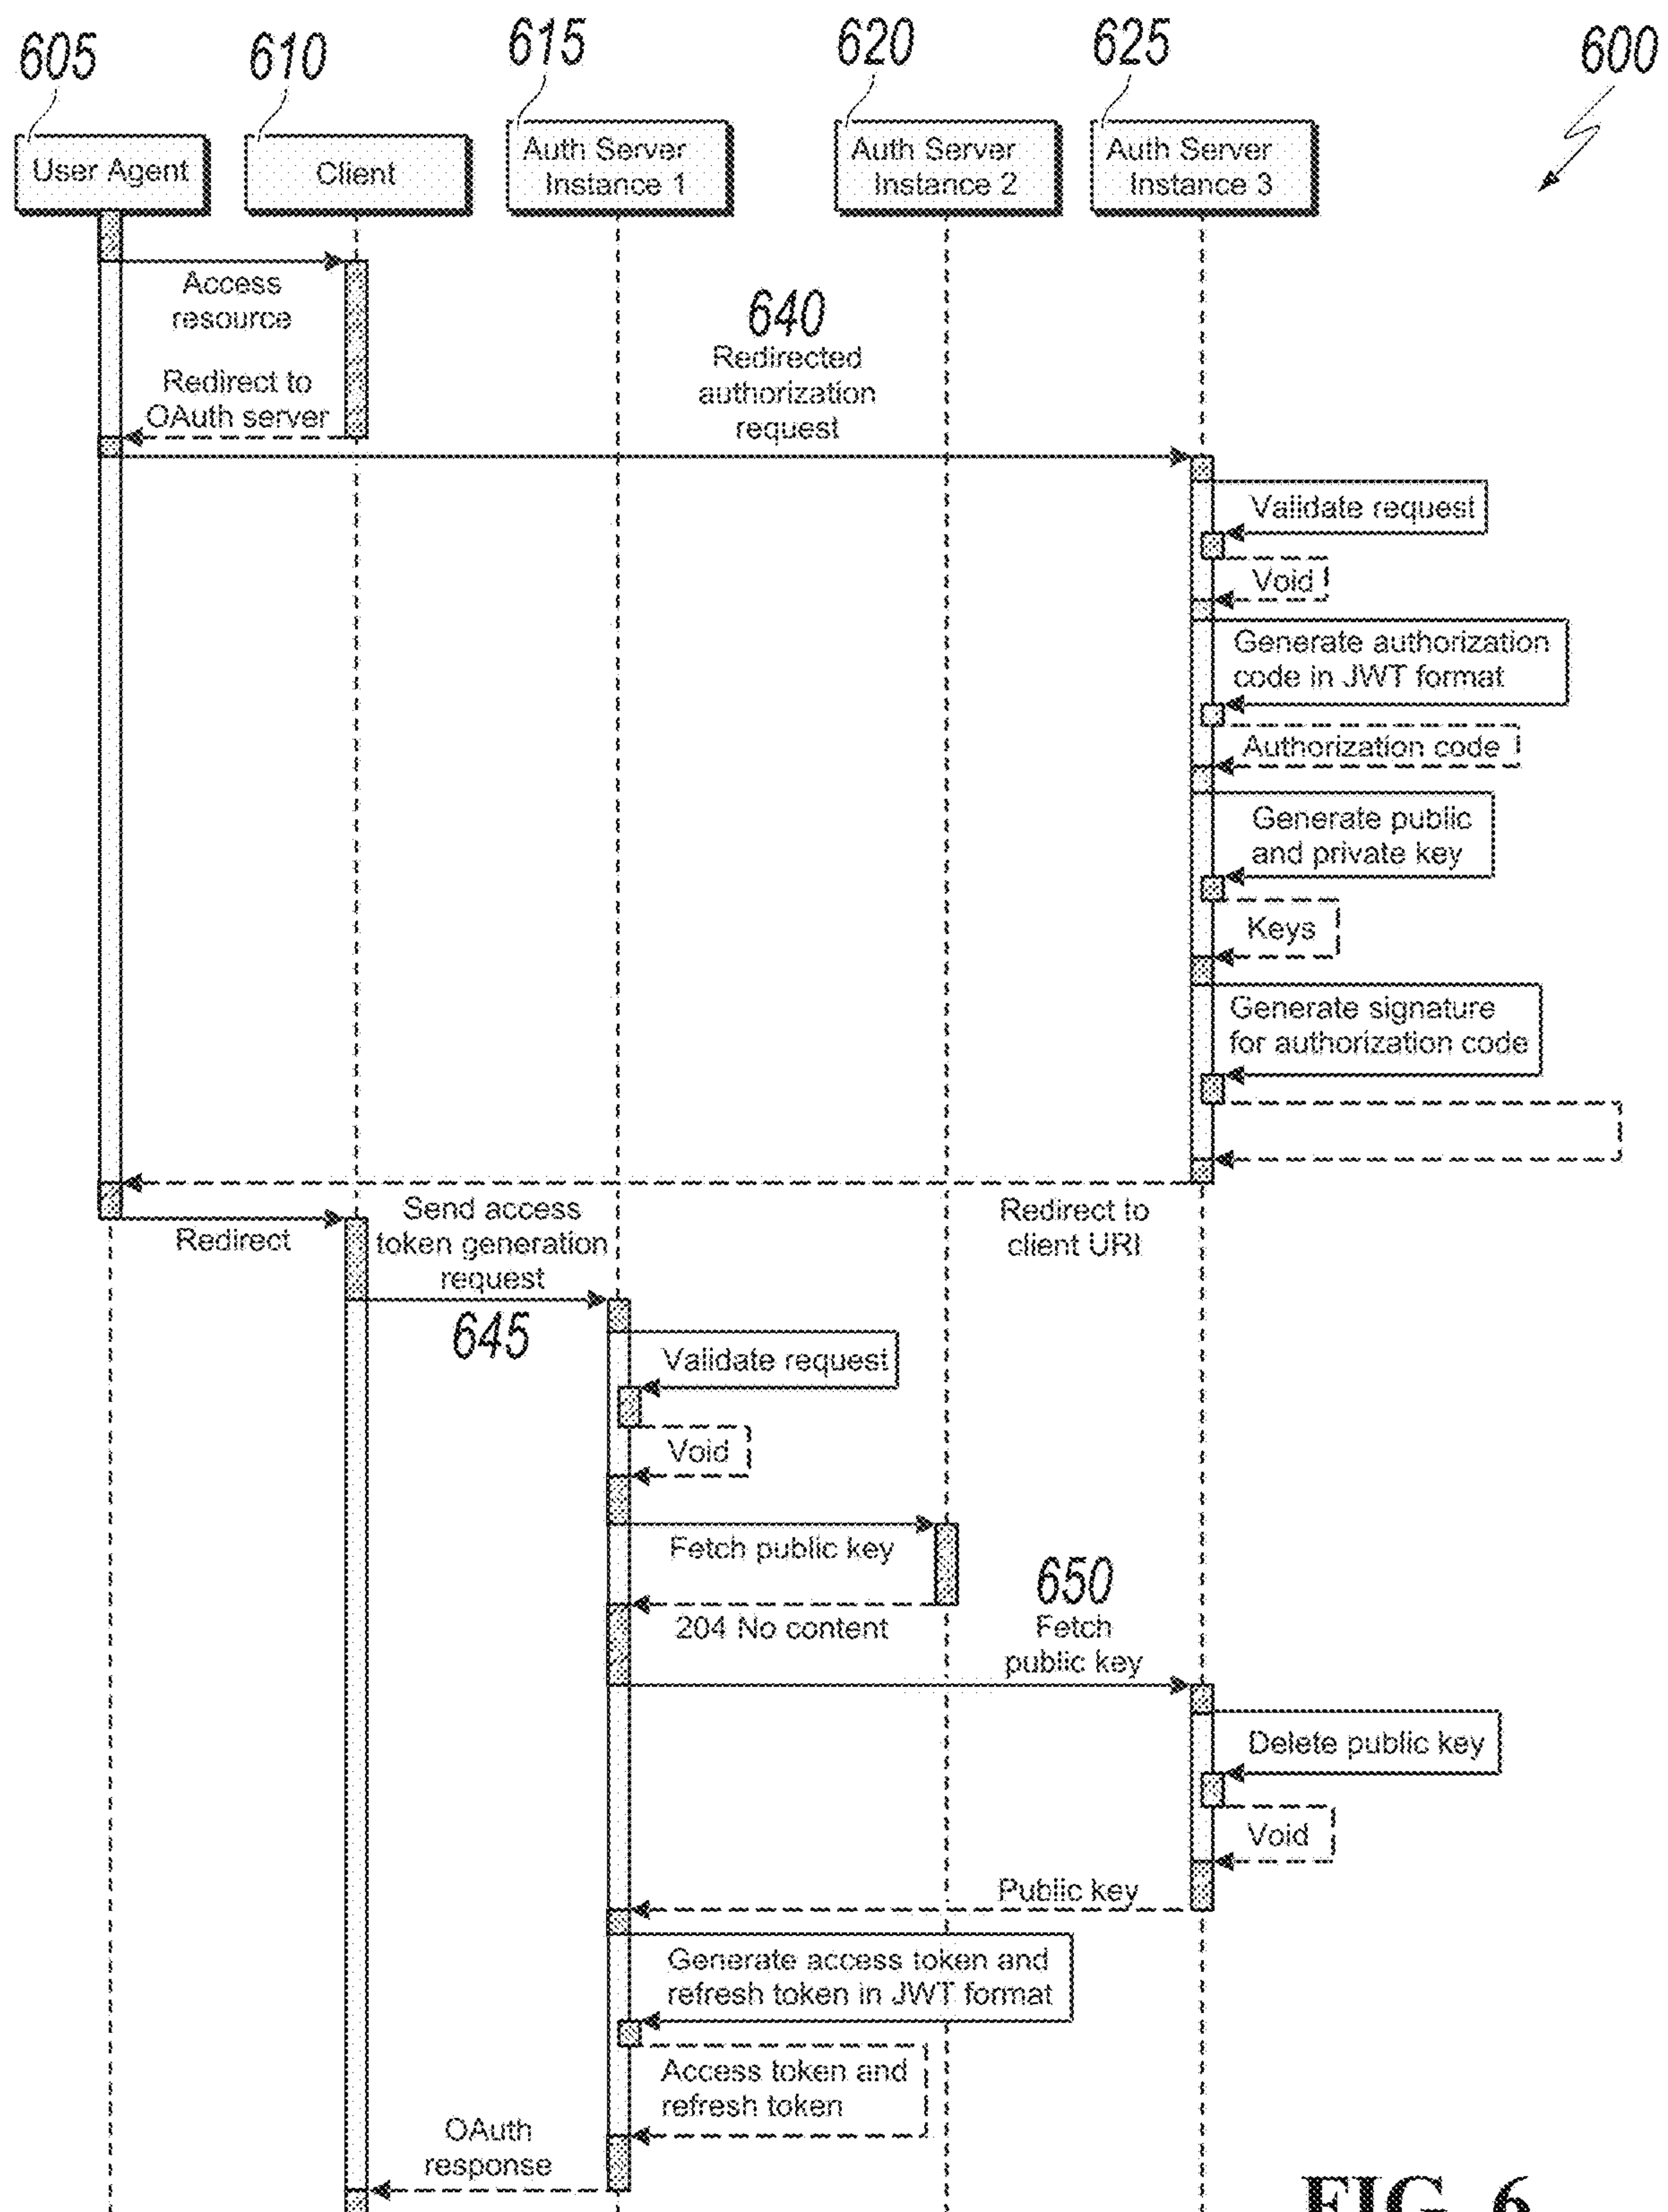 605
610
615
620
625
600
User Agent
Client
Auth Server
Instance 1
Auth Server
Instance 2
Auth Server
Instance 3
Access
resource
Redirect to
OAuth server
640
Redirected
authorization
request
Validate request
Void
Generate authorization
code in JWT format
Authorization code
Generate public
and private key
Keys
Generate signature
for authorization code
Redirect to
client URI
Redirect
Send access
token generation
request
645
Validate request
Void
Fetch public key
204 No content
650
Fetch
public key
Delete public key
Void
Public key
Generate access token and
refresh token in JWT format
Access token and
refresh token
OAuth
response
FIG. 6